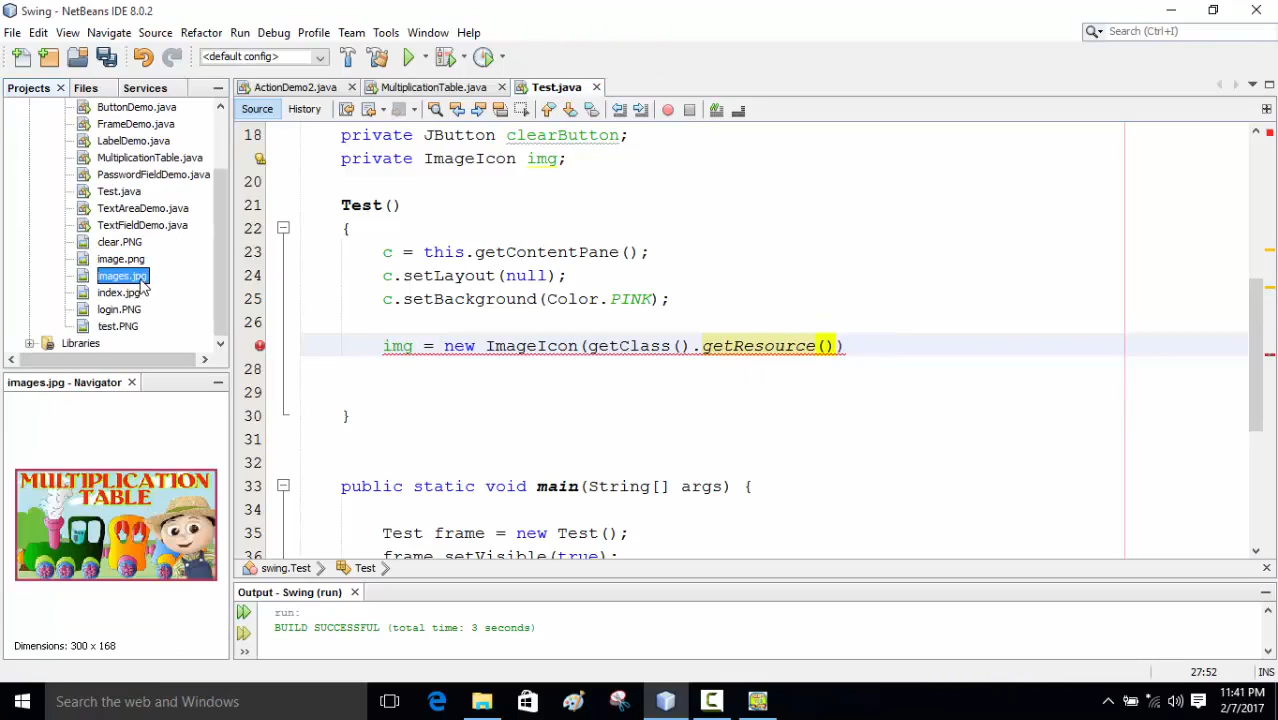 Swing - NetBeans IDE 8.0.2
File Edit View Navigate Source Refactor Run Debug Profile Team Tools Window Help
Search (Ctrl+I)
<default config>
Projects Files Services
ActionDemo2.java MultiplicationTable.java Test.java
Source History
ButtonDemo.java
FrameDemo.java
LabelDemo.java
MultiplicationTable.java
PasswordFieldDemo.java
Test.java
TextAreaDemo.java
TextFieldDemo.java
clear.PNG
image.png
images.jpg
index.jpg
login.PNG
test.PNG
Libraries
18 private JButton clearButton;
private ImageIcon img;
20
21 Test()
22 {
23 c = this.getContentPane();
24 c.setLayout(null);
25 c.setBackground(Color.PINK);
26
img = new ImageIcon(getClass().getResource())
28
29
30 }
31
32
33 public static void main(String[] args) {
34
35 Test frame = new Test();
36 frame.setVisible(true);
images.jpg - Navigator
MULTIPLICATION
TABLE
Dimensions: 300 x 168
swing.Test Test
Output - Swing (run)
run:
BUILD SUCCESSFUL (total time: 3 seconds)
27:52 INS
Search the web and Windows
11:41 PM
2/7/2017